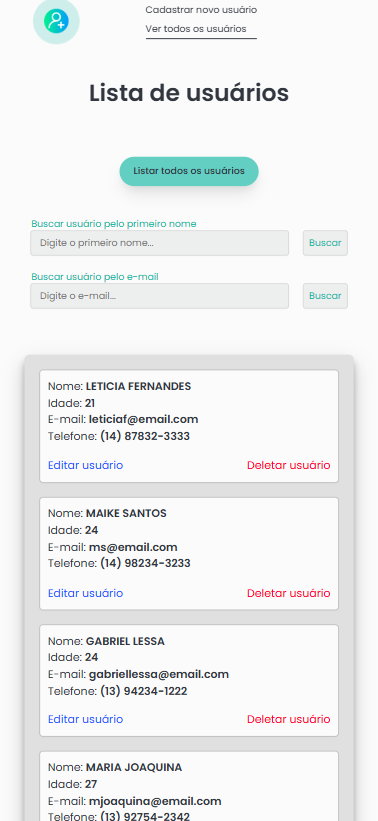 Cadastrar novo usuário
Ver todos os usuários
Lista de usuários
Listar todos os usuários
Buscar usuário pelo primeiro nome
Digite o primeiro nome...
Buscar
Buscar usuário pelo e-mail
Digite o e-mail...
Buscar
Nome: LETICIA FERNANDES
Idade: 21
E-mail: leticiaf@email.com
Telefone: (14) 87832-3333
Editar usuário
Deletar usuário
Nome: MAIKE SANTOS
Idade: 24
E-mail: ms@email.com
Telefone: (14) 98234-3233
Editar usuário
Deletar usuário
Nome: GABRIEL LESSA
Idade: 24
E-mail: gabriellessa@email.com
Telefone: (13) 94234-1222
Editar usuário
Deletar usuário
Nome: MARIA JOAQUINA
Idade: 27
E-mail: mjoaquina@email.com
Telefone: (13) 92754-2342